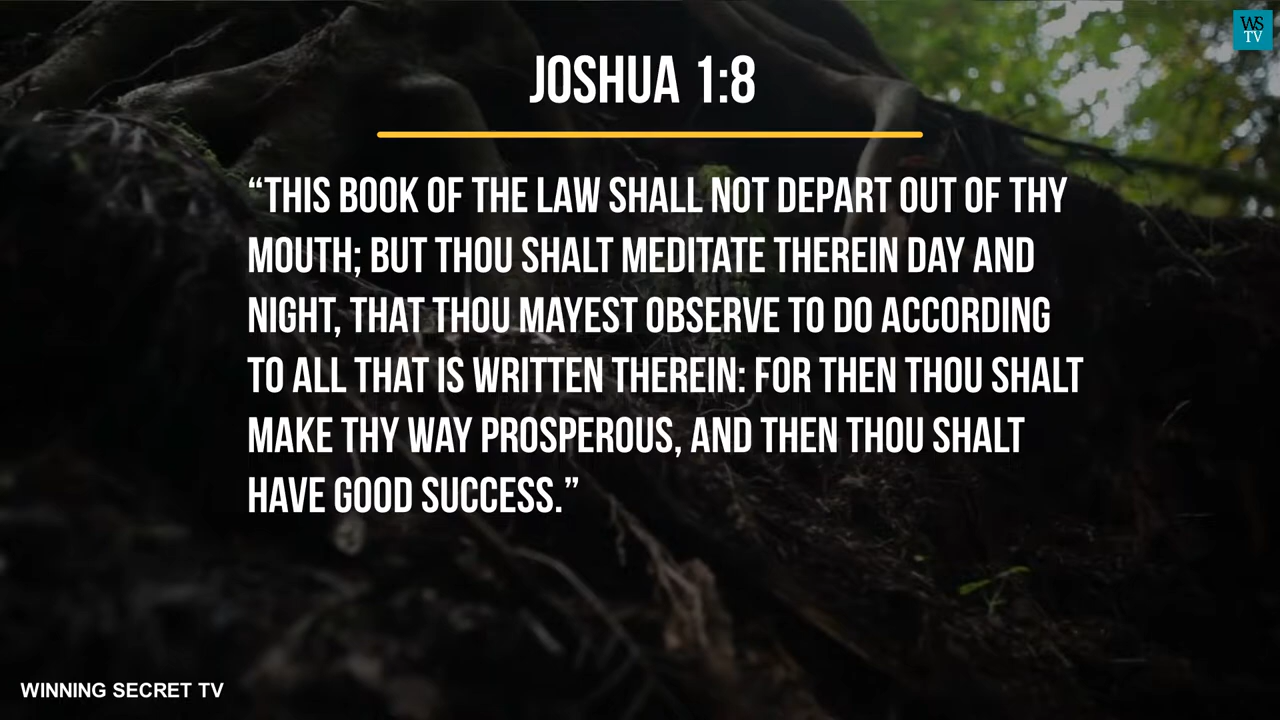 WS
TV
JOSHUA 1:8
“THIS BOOK OF THE LAW SHALL NOT DEPART OUT OF THY
MOUTH; BUT THOU SHALT MEDITATE THEREIN DAY AND
NIGHT, THAT THOU MAYEST OBSERVE TO DO ACCORDING
TO ALL THAT IS WRITTEN THEREIN: FOR THEN THOU SHALT
MAKE THY WAY PROSPEROUS, AND THEN THOU SHALT
HAVE GOOD SUCCESS.”
WINNING SECRET TV